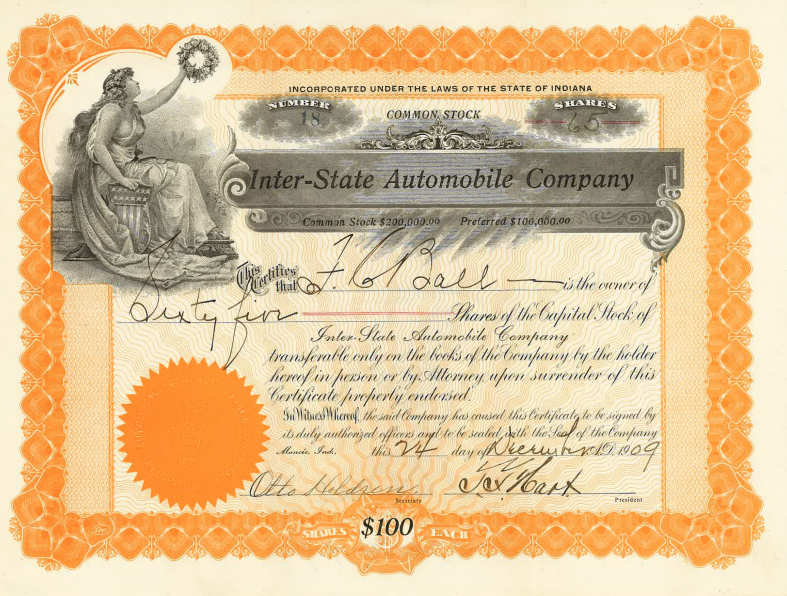 INCORPORATED UNDER THE LAWS OF THE STATE OF INDIANA
NUMBER
18
COMMON STOCK
SHARES
65
Inter-State Automobile Company
Common Stock $200,000.00 Preferred $100,000.00
This Certifies that F. C. Ball is the owner of
Sixty five Shares of the Capital Stock of
Inter-State Automobile Company
transferable only on the books of the Company by the holder
hereof in person or by Attorney upon surrender of this
Certificate properly endorsed.
In Witness Whereof, the said Company has caused this Certificate to be signed by
its duly authorized officers and to be sealed with the Seal of the Company
Muncie, Ind. this 24 day of December A.D. 1909
Otto Holdren Hart
Secretary President
SHARES $100 EACH